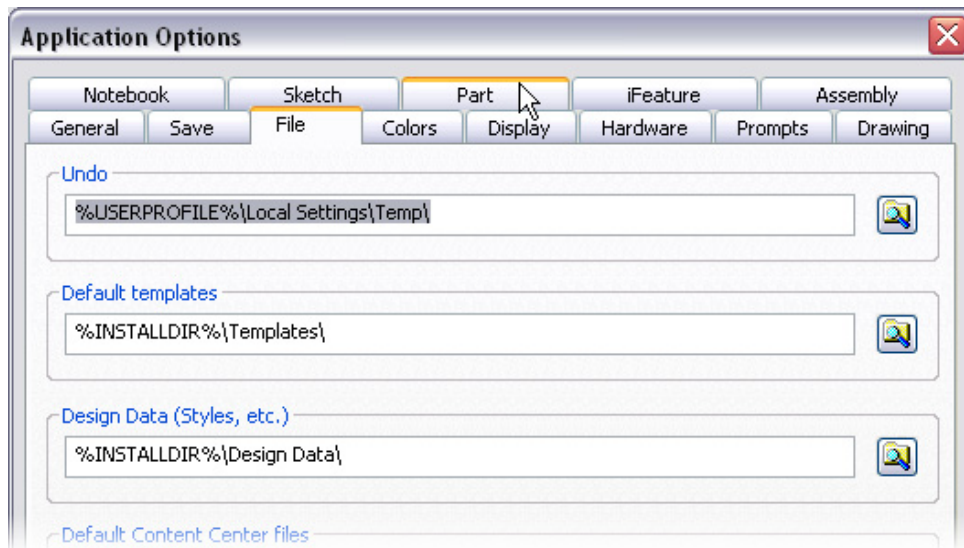 Application Options
Notebook Sketch Part iFeature Assembly
General Save File Colors Display Hardware Prompts Drawing
Undo
%USERPROFILE%\Local Settings\Temp\
Default templates
%INSTALLDIR%\Templates\
Design Data (Styles, etc.)
%INSTALLDIR%\Design Data\
Default Content Center files